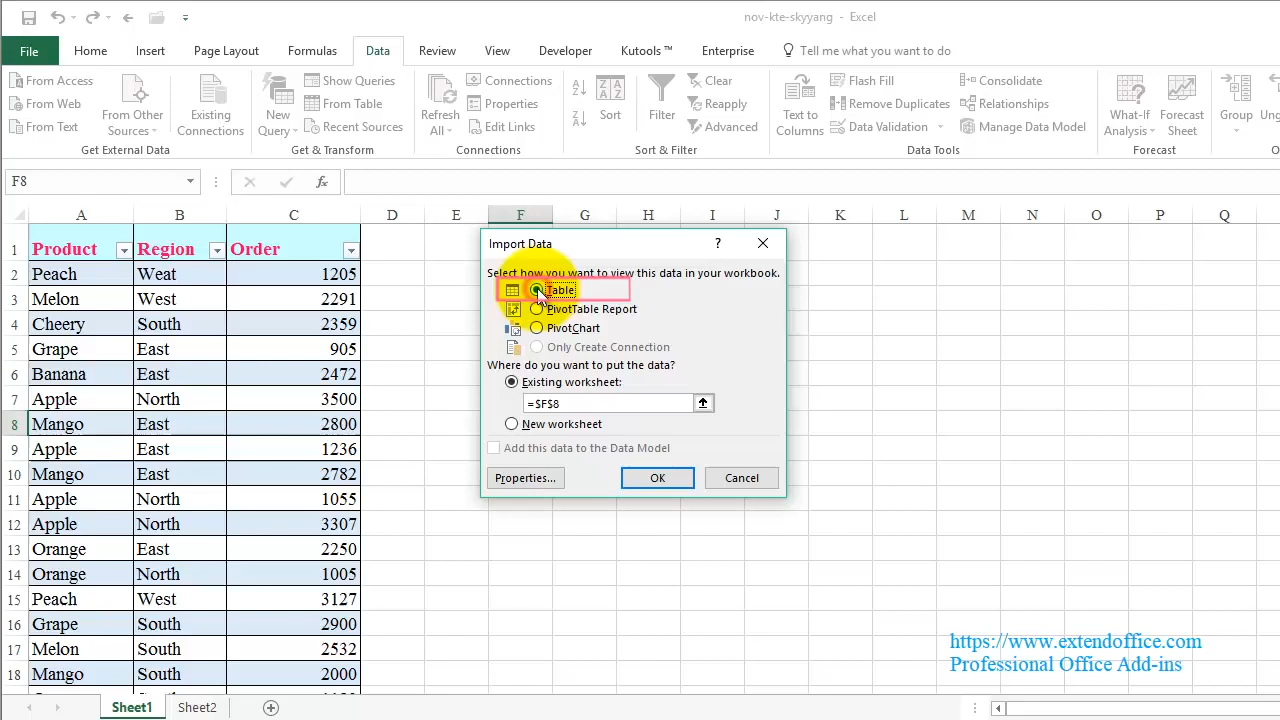 nov-kte-skyyang - Excel
File Home Insert Page Layout Formulas Data Review View Developer Kutools ™ Enterprise Tell me what you want to do
From Access
From Web
From Text
From Other Sources
Existing Connections
Get External Data
New Query
Show Queries
From Table
Recent Sources
Get & Transform
Refresh All
Connections
Properties
Edit Links
Connections
Sort
Filter
Clear
Reapply
Advanced
Sort & Filter
Text to Columns
Flash Fill
Remove Duplicates
Data Validation
Consolidate
Relationships
Manage Data Model
Data Tools
What-If Analysis
Forecast Sheet
Forecast
Group
F8 fx
A B C D E F G H I J K L M N O P Q
1 Product Region Order
2 Peach Weat 1205
3 Melon West 2291
4 Cheery South 2359
5 Grape East 905
6 Banana East 2472
7 Apple North 3500
8 Mango East 2800
9 Apple East 1236
10 Mango East 2782
11 Apple North 1055
12 Apple North 3307
13 Orange East 2250
14 Orange North 1005
15 Peach West 3127
16 Grape South 2900
17 Melon South 2532
18 Mango South 2000
Import Data ?
Select how you want to view this data in your workbook.
Table
PivotTable Report
PivotChart
Only Create Connection
Where do you want to put the data?
Existing worksheet:
=$F$8
New worksheet
Add this data to the Data Model
Properties... OK Cancel
https://www.extendoffice.com
Professional Office Add-ins
Sheet1 Sheet2